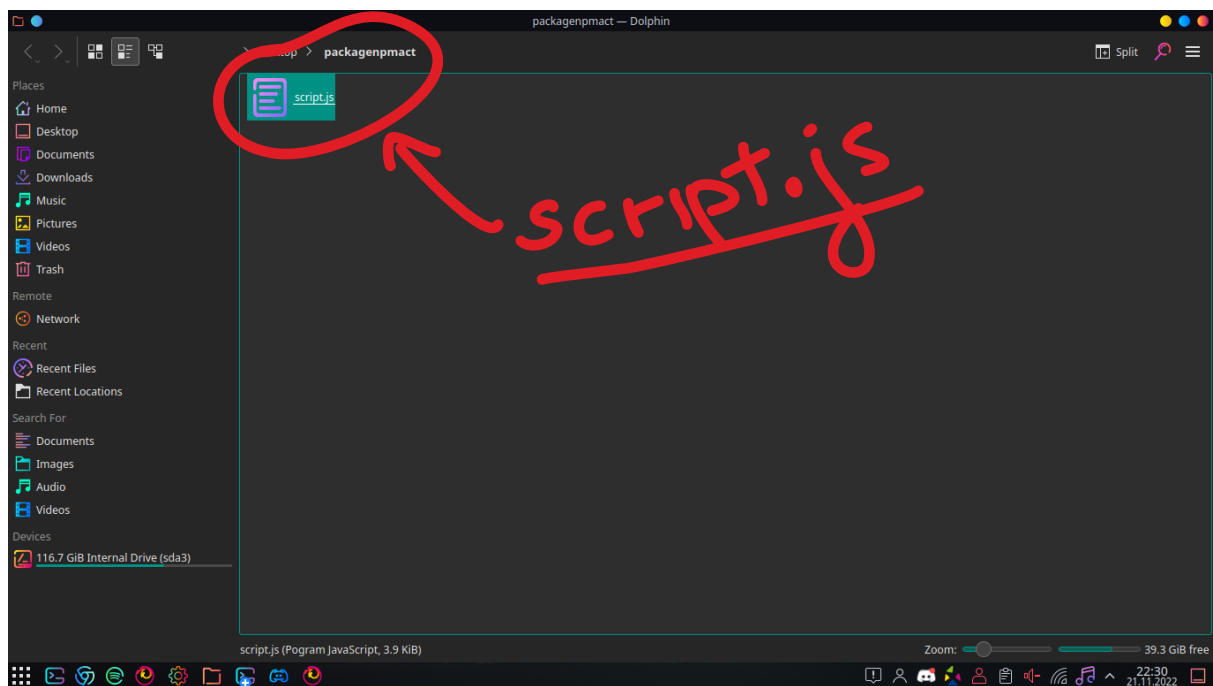 packagenpmact — Dolphin
top > packagenpmact
Split
Places
Home
Desktop
Documents
Downloads
Music
Pictures
Videos
Trash
Remote
Network
Recent
Recent Files
Recent Locations
Search For
Documents
Images
Audio
Videos
Devices
116.7 GiB Internal Drive (sda3)
script.js
script.js
script.js (Pogram JavaScript, 3.9 KiB)
Zoom:
39.3 GiB free
22:30
21.11.2022